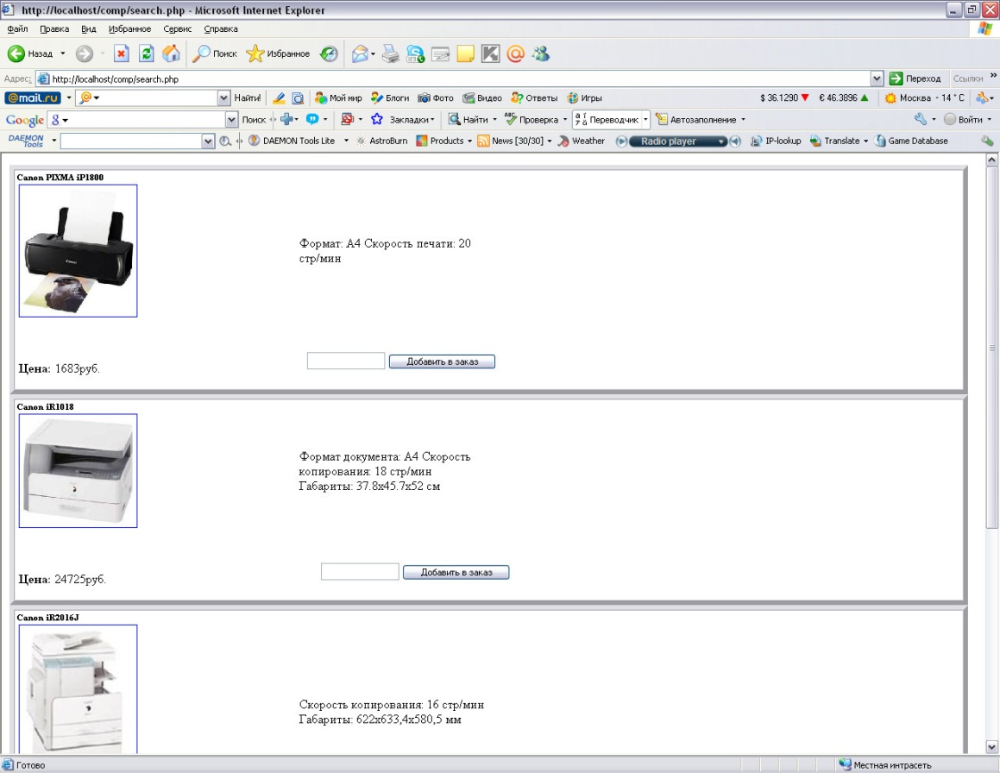 http://localhost/comp/search.php - Microsoft Internet Explorer
Файл Правка Вид Избранное Сервис Справка
Назад Поиск Избранное
Адрес: http://localhost/comp/search.php Переход Ссылки »
@mail.ru Найти! Мой мир Блоги Фото Видео Ответы Игры $ 36.1290 ▼ € 46.3896 ▲ Москва - 14 °C
Google Поиск Закладки Найти Проверка Переводчик Автозаполнение Войти
DAEMON Tools DAEMON Tools Lite AstroBurn Products News [30/30] Weather Radio player IP-lookup Translate Game Database
Canon PIXMA iP1800
Формат: A4 Скорость печати: 20
стр/мин
Цена: 1683руб. Добавить в заказ
Canon iR1018
Формат документа: A4 Скорость
копирования: 18 стр/мин
Габариты: 37.8x45.7x52 см
Цена: 24725руб. Добавить в заказ
Canon iR2016J
Скорость копирования: 16 стр/мин
Габариты: 622x633,4x580,5 мм
Готово Местная интрасеть